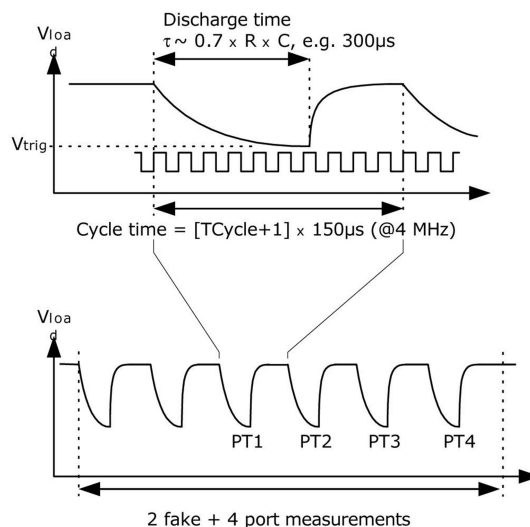 Discharge time
τ~ 0.7 x R x C, e.g. 300µs
Vloa
d
Vtrig
Cycle time = [TCycle+1] x 150µs (@4 MHz)
Vloa
d
PT1 PT2 PT3 PT4
2 fake + 4 port measurements